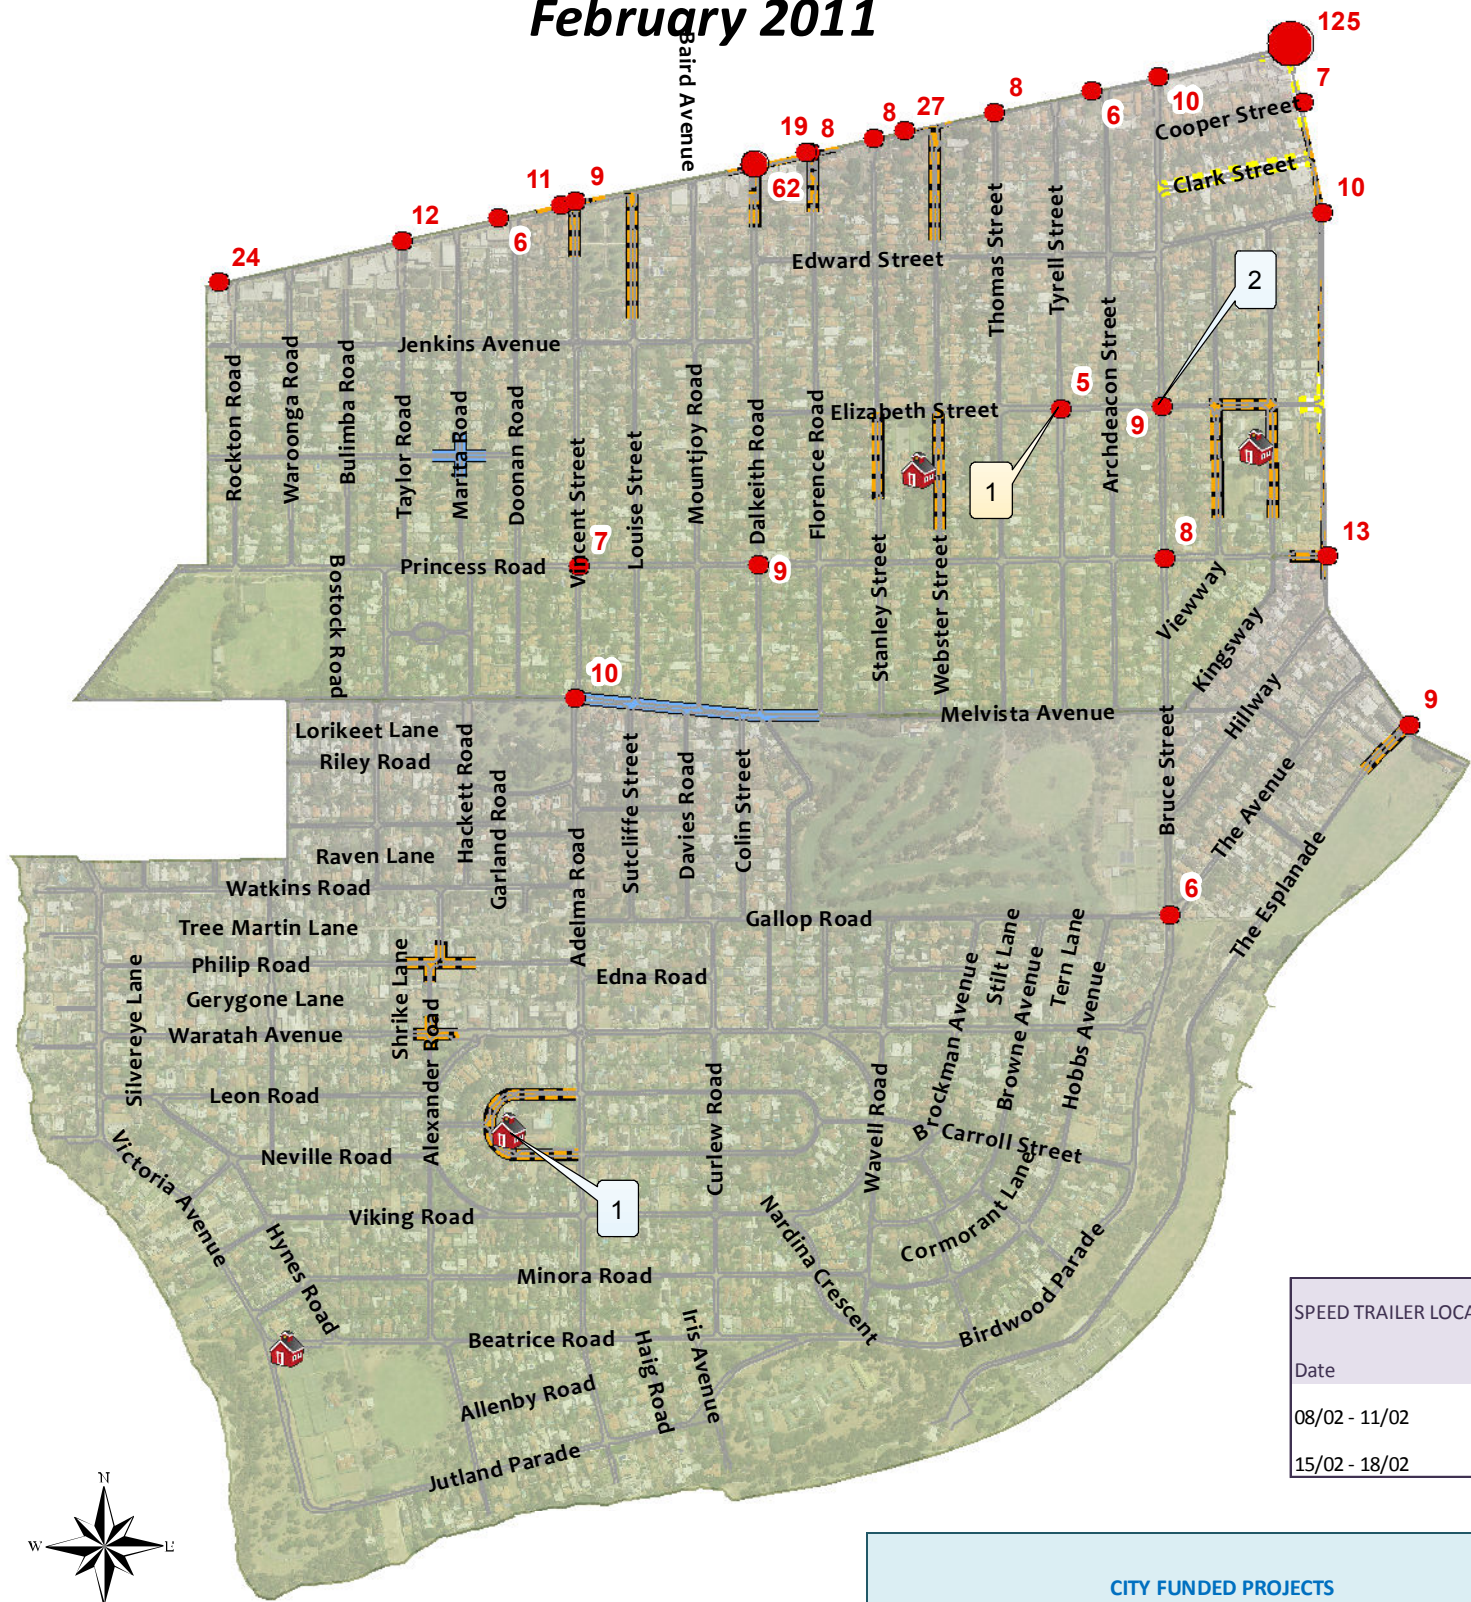 February 2011
125
7
Baird Avenue
8
6
10
Cooper Street
8
27
19
8
62
Clark Street
11
9
10
12
6
24
Edward Street
Thomas Street
Tyrell Street
2
Jenkins Avenue
Archdeacon Street
Rockton Road
Waroonga Road
Bulimba Road
Taylor Road
Marita Road
Doonan Road
Vincent Street
Louise Street
Mountjoy Road
Dalkeith Road
Florence Road
Elizabeth Street
5
9
1
7
Princess Road
9
8
13
Bostock Road
Stanley Street
Webster Street
Viewway
Kingsway
Hillway
10
Melvista Avenue
9
Lorikeet Lane
Riley Road
Hackett Road
Garland Road
Sutcliffe Street
Davies Road
Colin Street
Bruce Street
The Avenue
The Esplanade
Raven Lane
Adelma Road
Watkins Road
6
Gallop Road
Tree Martin Lane
Philip Road
Edna Road
Silvereye Lane
Gerygone Lane
Shrike Lane
Stilt Lane
Tern Lane
Brockman Avenue
Browne Avenue
Hobbs Avenue
Waratah Avenue
Alexander Road
Leon Road
Curlew Road
Wavell Road
Carroll Street
Victoria Avenue
Neville Road
Cormorant Lane
1
Viking Road
Nardina Crescent
Hynes Road
Birdwood Parade
Minora Road
Beatrice Road
Haig Road
Iris Avenue
Allenby Road
Jutland Parade
SPEED TRAILER LOCA
Date
08/02 - 11/02
15/02 - 18/02
N
W
E
CITY FUNDED PROJECTS